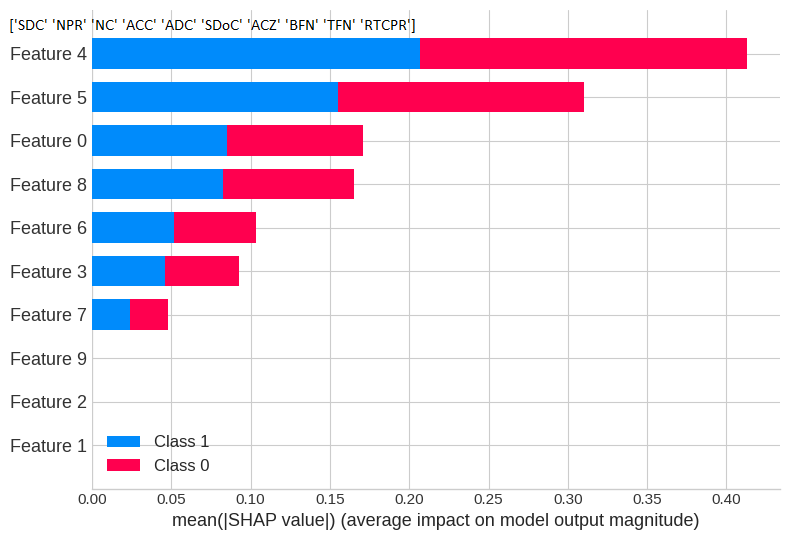 ['SDC' 'NPR' 'NC' 'ACC' 'ADC' 'SDoC' 'ACZ' 'BFN' 'TFN' 'RTCPR']
Feature 4
Feature 5
Feature 0
Feature 8
Feature 6
Feature 3
Feature 7
Feature 9
Feature 2
Feature 1
Class 1
Class 0
0.00 0.05 0.10 0.15 0.20 0.25 0.30 0.35 0.40
mean(|SHAP value|) (average impact on model output magnitude)